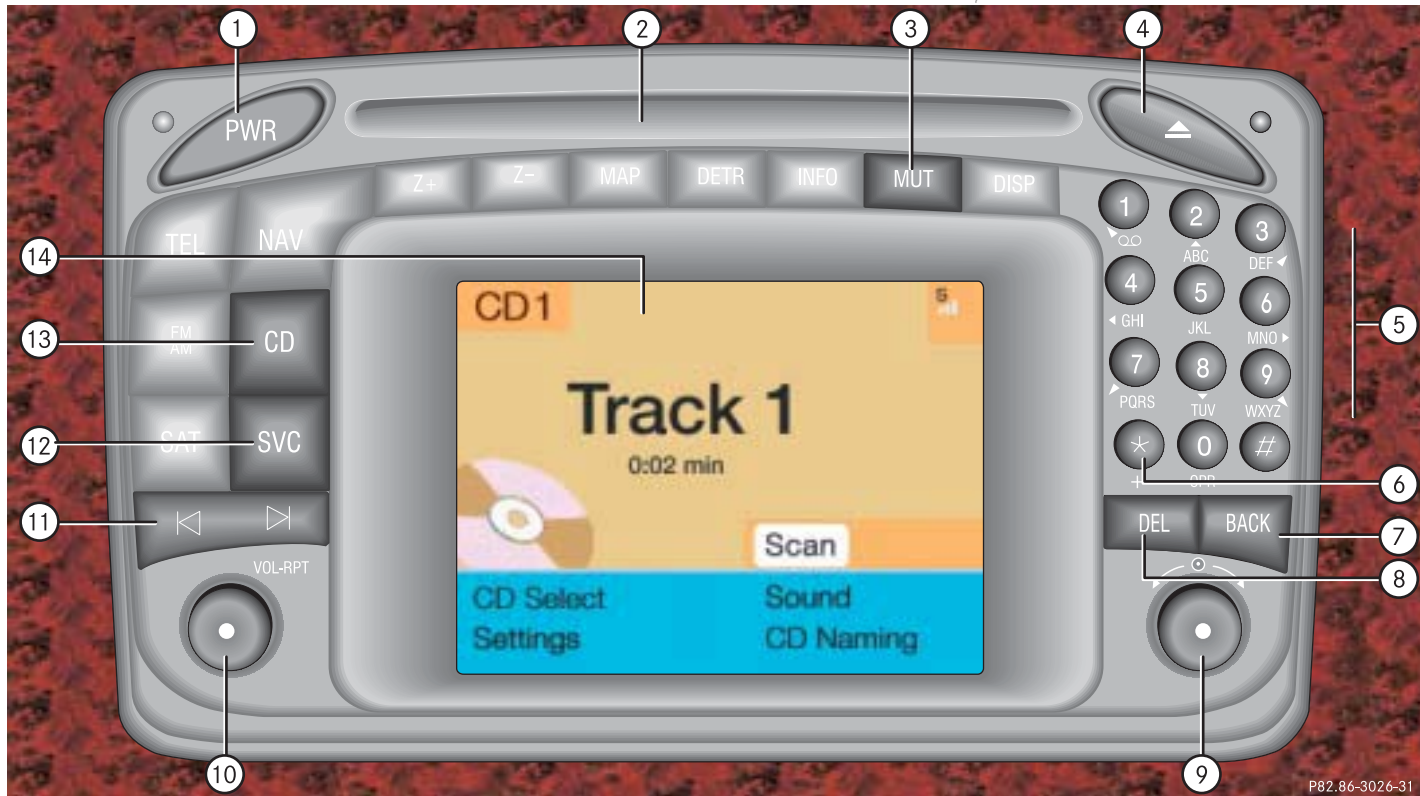 1 2 3 4
PWR
Z+ Z− MAP DETR INFO MUT DISP
TEL NAV
FM
AM
CD
SAT SVC
VOL-RPT
14
13
12
11
10
CD1
S
Track 1
0:02 min
Scan
CD Select Sound
Settings CD Naming
1 2 3
ABC DEF
4 5 6
GHI JKL MNO
7 8 9
PQRS TUV WXYZ
* 0 #
+ OPR
DEL BACK
5
6
7
8
9
P82.86-3026-31